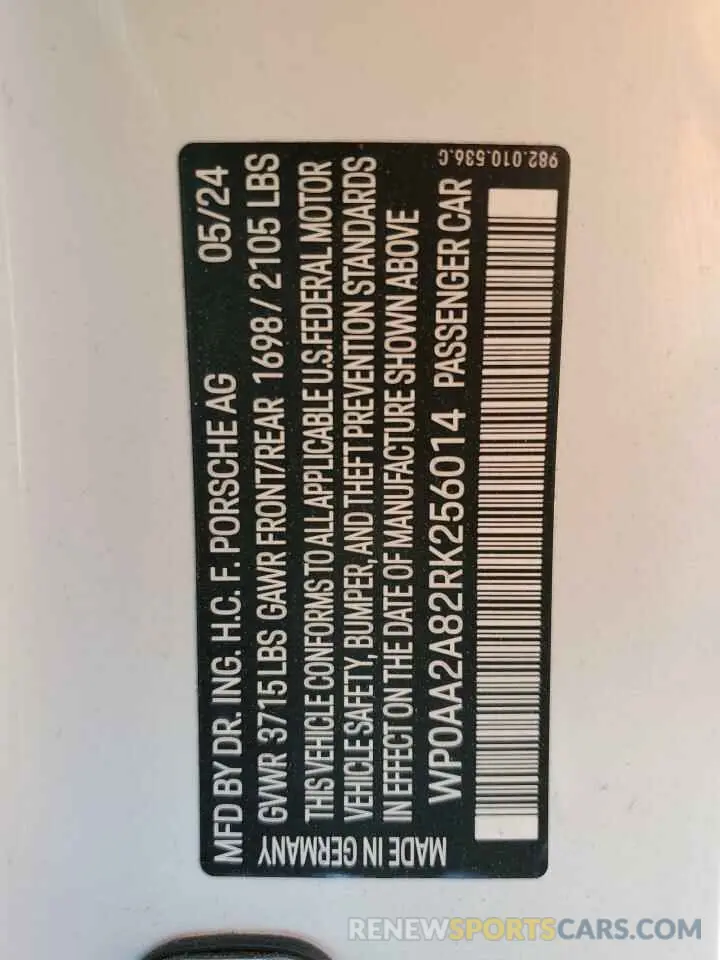 MFD BY DR. ING. H.C. F. PORSCHE AG 05/24
GVWR 3715 LBS GAWR FRONT/REAR 1698 / 2105 LBS
THIS VEHICLE CONFORMS TO ALL APPLICABLE U.S. FEDERAL MOTOR
VEHICLE SAFETY, BUMPER, AND THEFT PREVENTION STANDARDS
IN EFFECT ON THE DATE OF MANUFACTURE SHOWN ABOVE
WP0AA2A82RK256014 PASSENGER CAR
MADE IN GERMANY
982.010.536.C
RENEWSPORTSCARS.COM